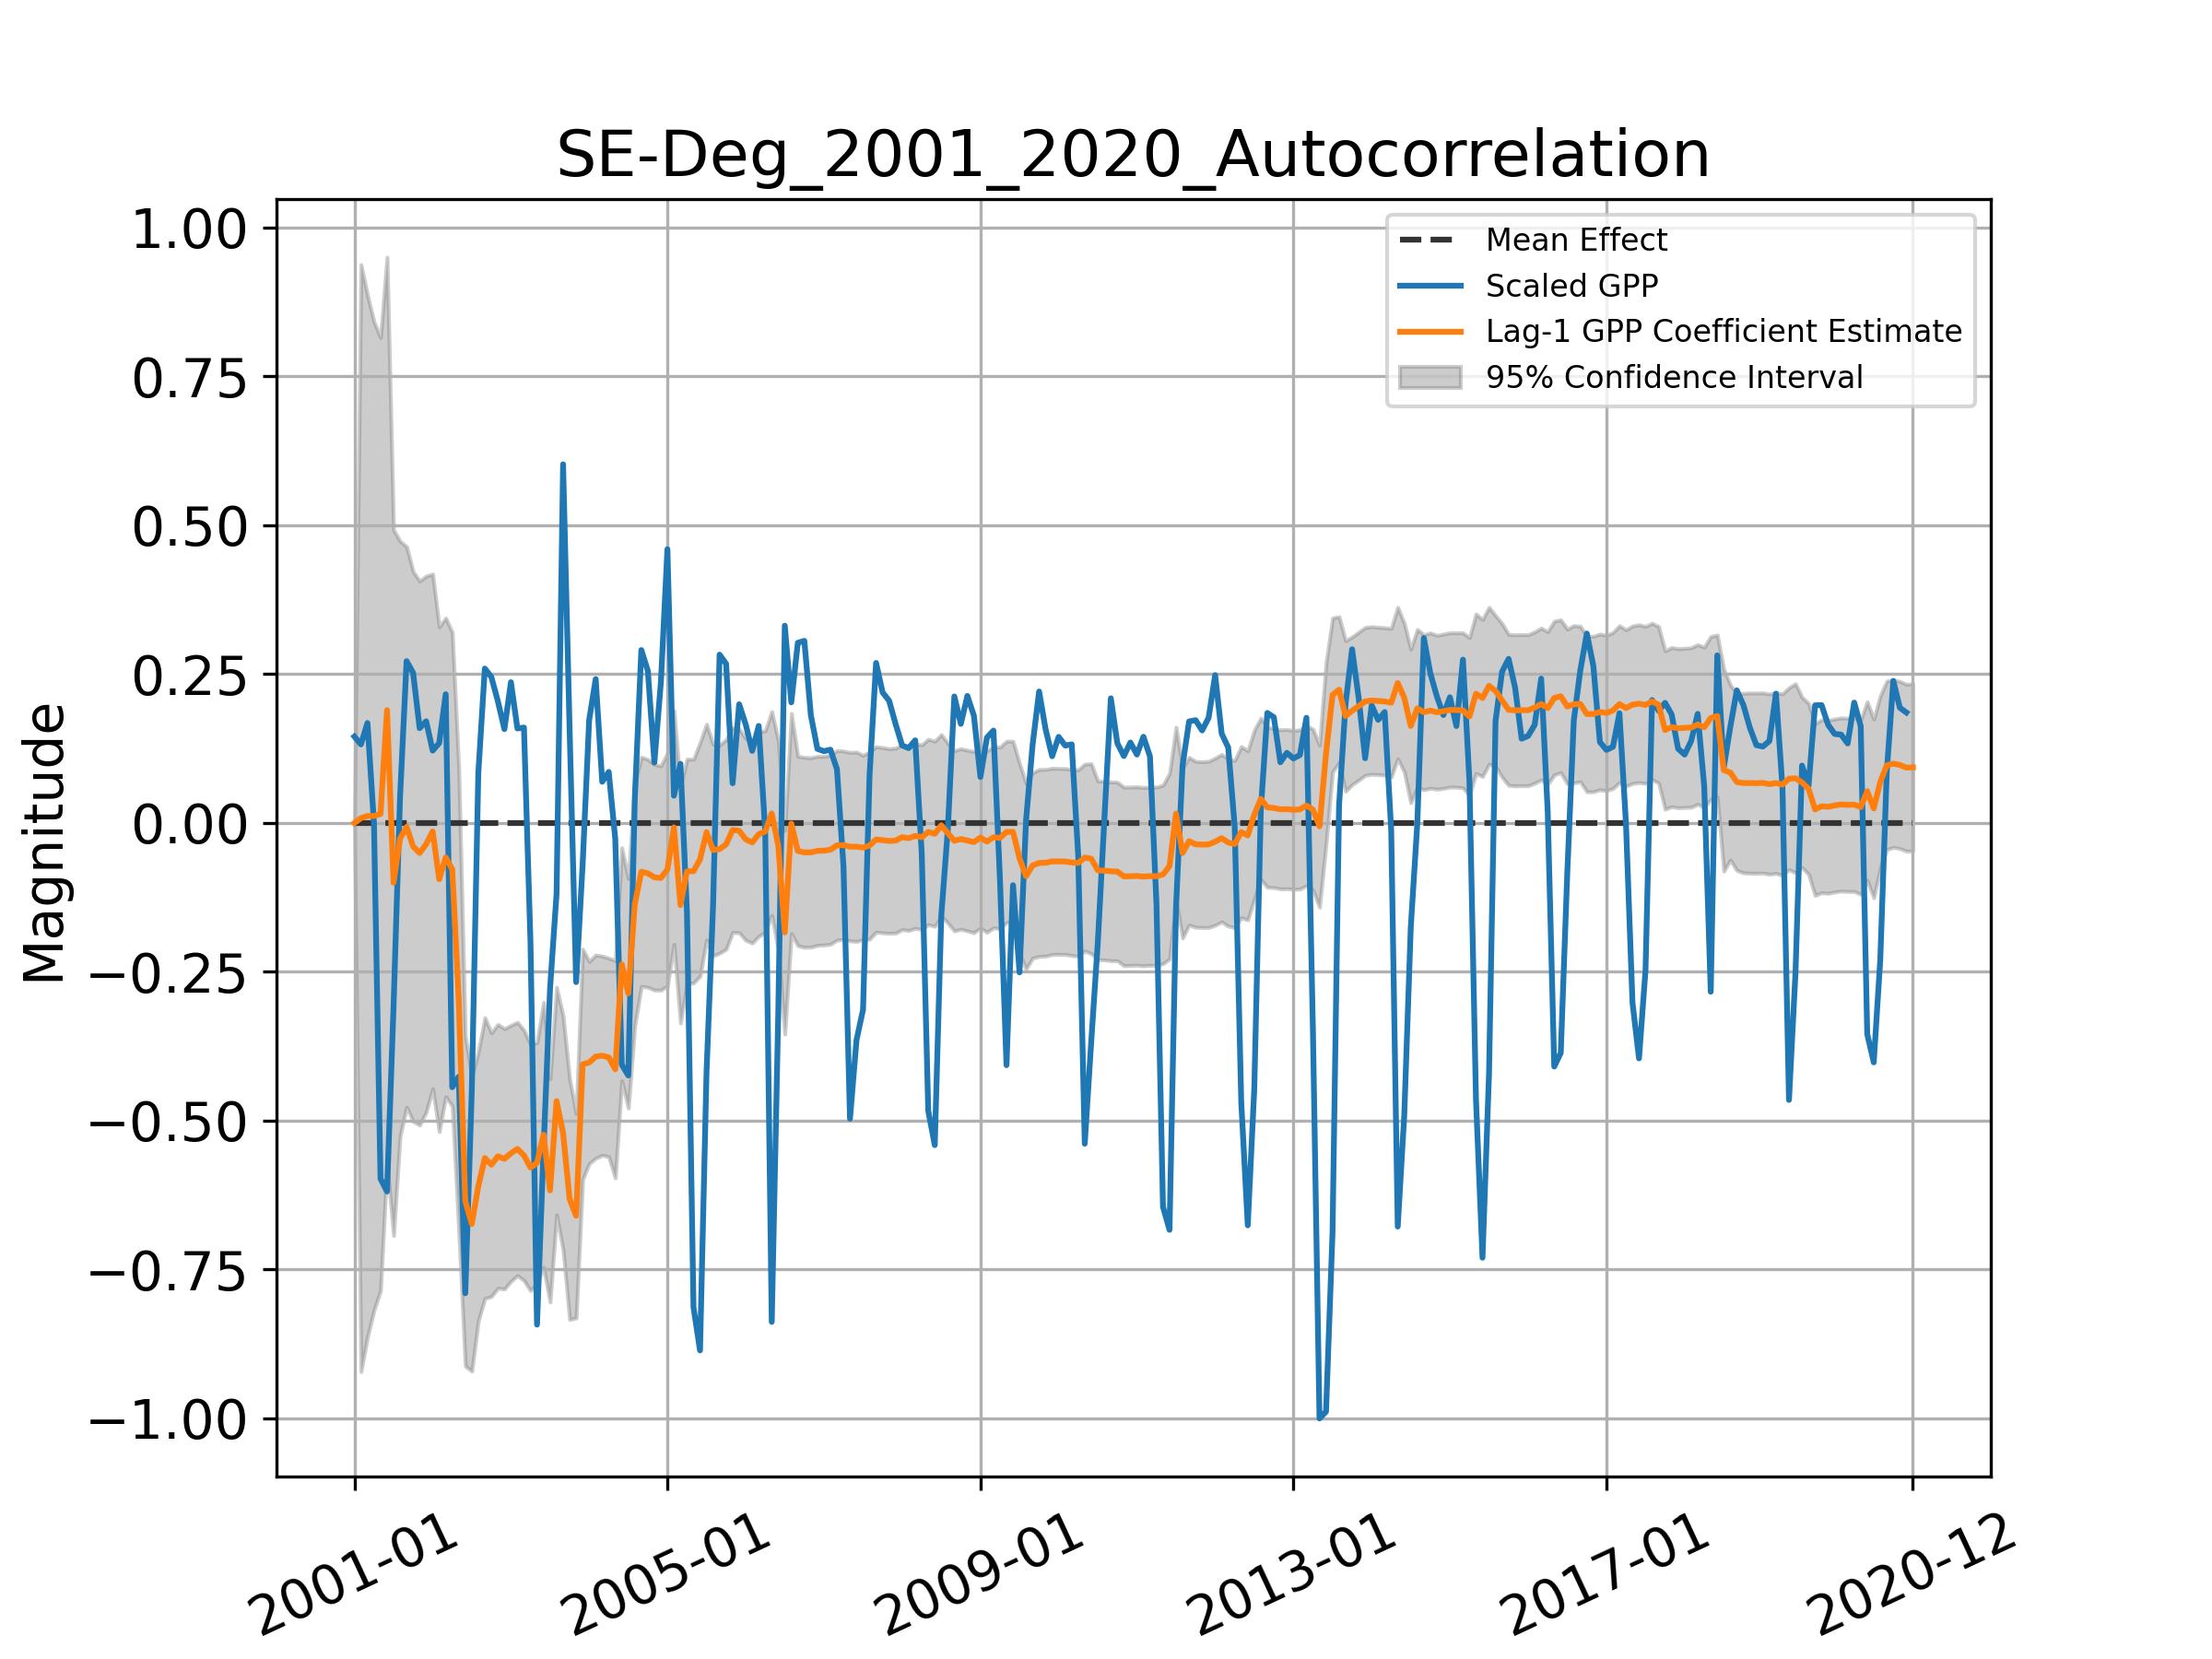 SE-Deg_2001_2020_Autocorrelation
Magnitude
1.00
0.75
0.50
0.25
0.00
−0.25
−0.50
−0.75
−1.00
Mean Effect
Scaled GPP
Lag-1 GPP Coefficient Estimate
95% Confidence Interval
2001-01
2005-01
2009-01
2013-01
2017-01
2020-12